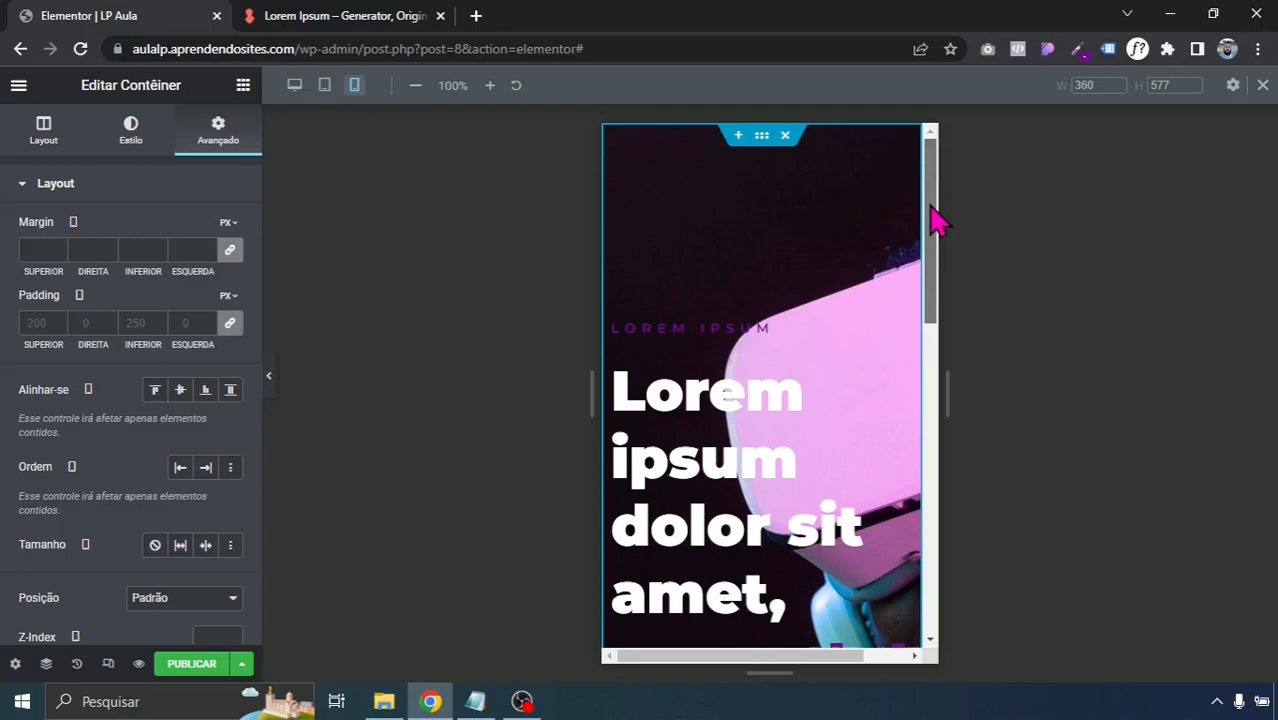 Elementor | LP Aula
Lorem Ipsum – Generator, Origin
aulalp.aprendendosites.com/wp-admin/post.php?post=8&action=elementor#
Editar Contêiner
100%
W 360
H 577
Layout
Estilo
Avançado
Layout
Margin
PX
SUPERIOR DIREITA INFERIOR ESQUERDA
Padding
PX
200 0 250 0
SUPERIOR DIREITA INFERIOR ESQUERDA
Alinhar-se
Esse controle irá afetar apenas elementos
contidos.
Ordem
Esse controle irá afetar apenas elementos
contidos.
Tamanho
Posição
Padrão
Z-Index
PUBLICAR
LOREM IPSUM
Lorem
ipsum
dolor sit
amet,
Pesquisar